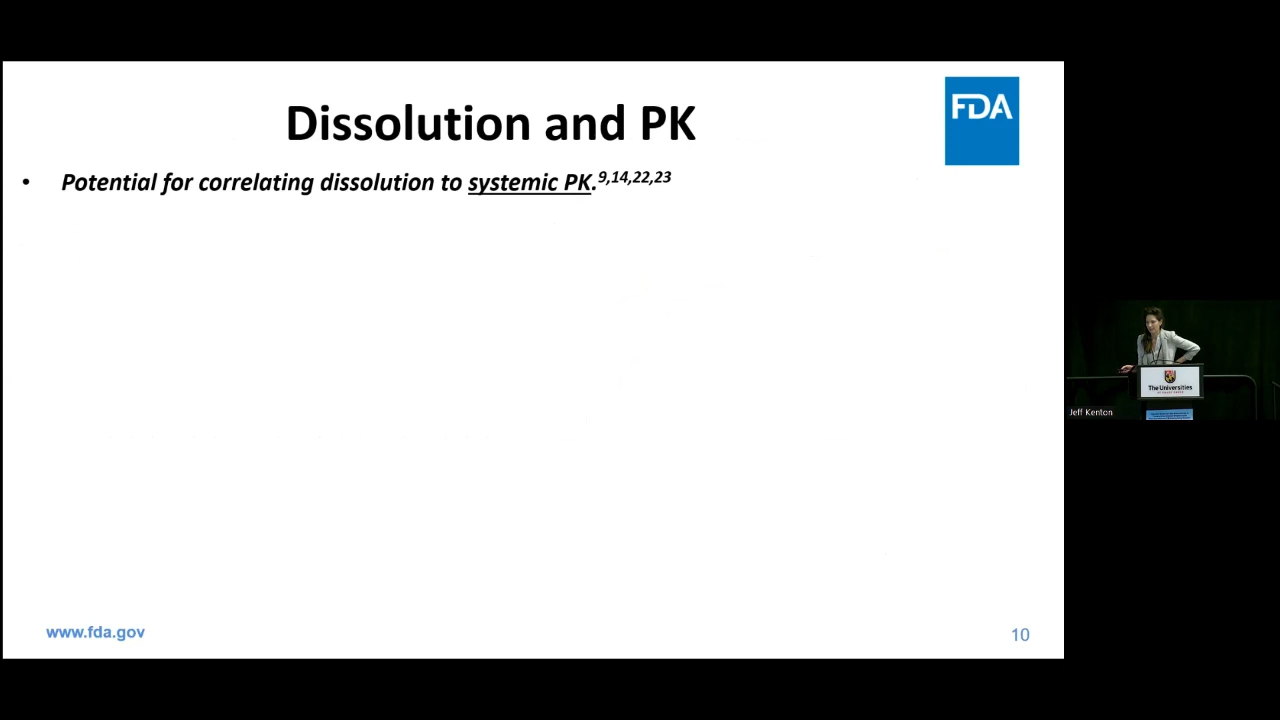 Dissolution and PK
FDA
• Potential for correlating dissolution to systemic PK.9,14,22,23
www.fda.gov
10
The Universities
Jeff Kenton